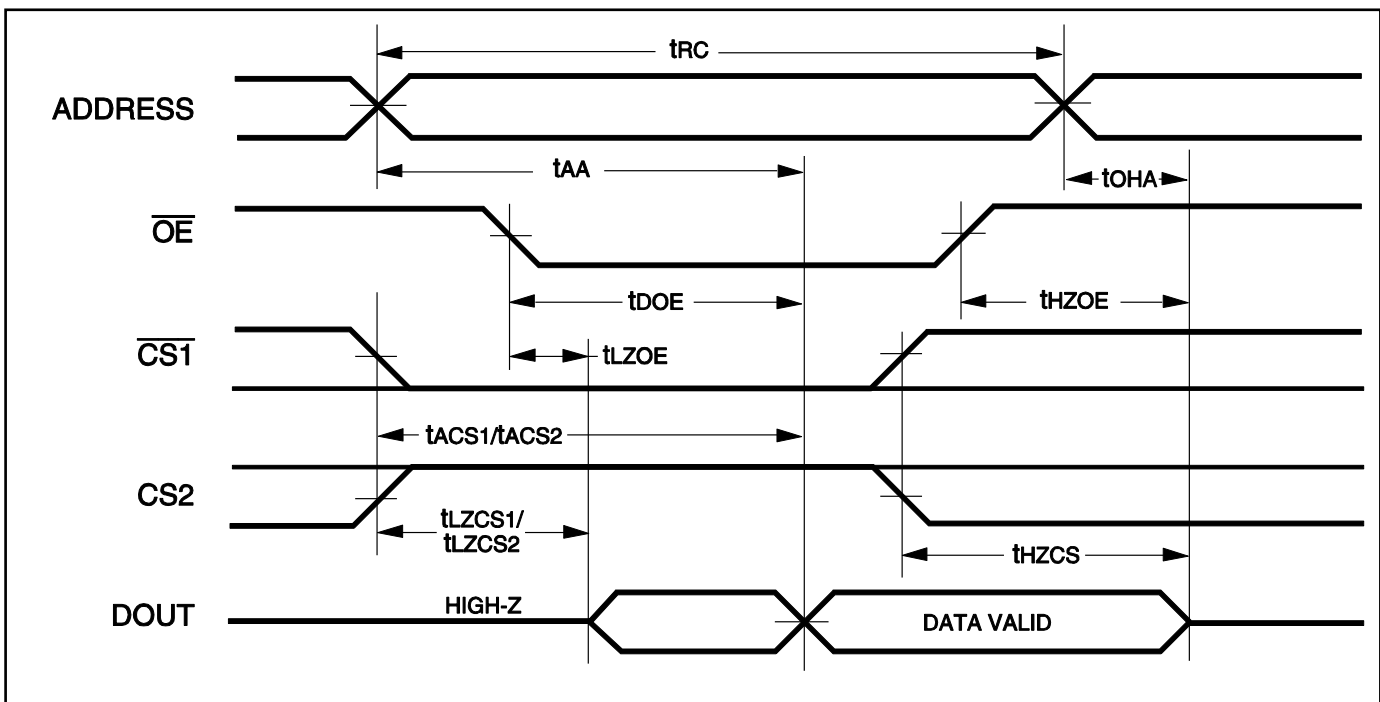 tRC
ADDRESS
tAA
tOHA
OE
tDOE
tHZOE
CS1
tLZOE
tACS1/tACS2
CS2
tLZCS1/
tLZCS2
tHZCS
HIGH-Z
DOUT
DATA VALID